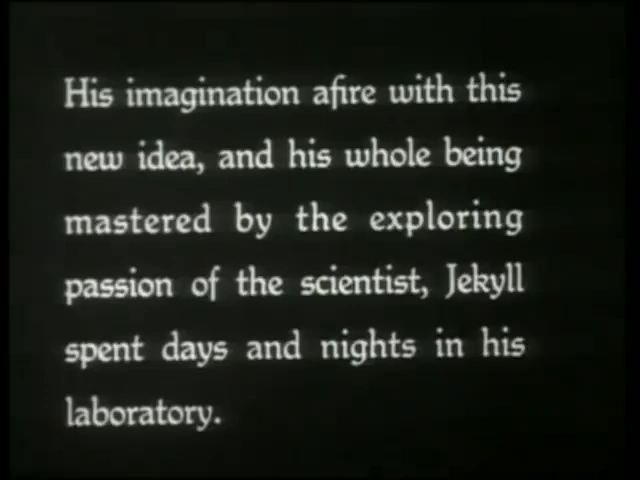 His imagination afire with this
new idea, and his whole being
mastered by the exploring
passion of the scientist, Jekyll
spent days and nights in his
laboratory.